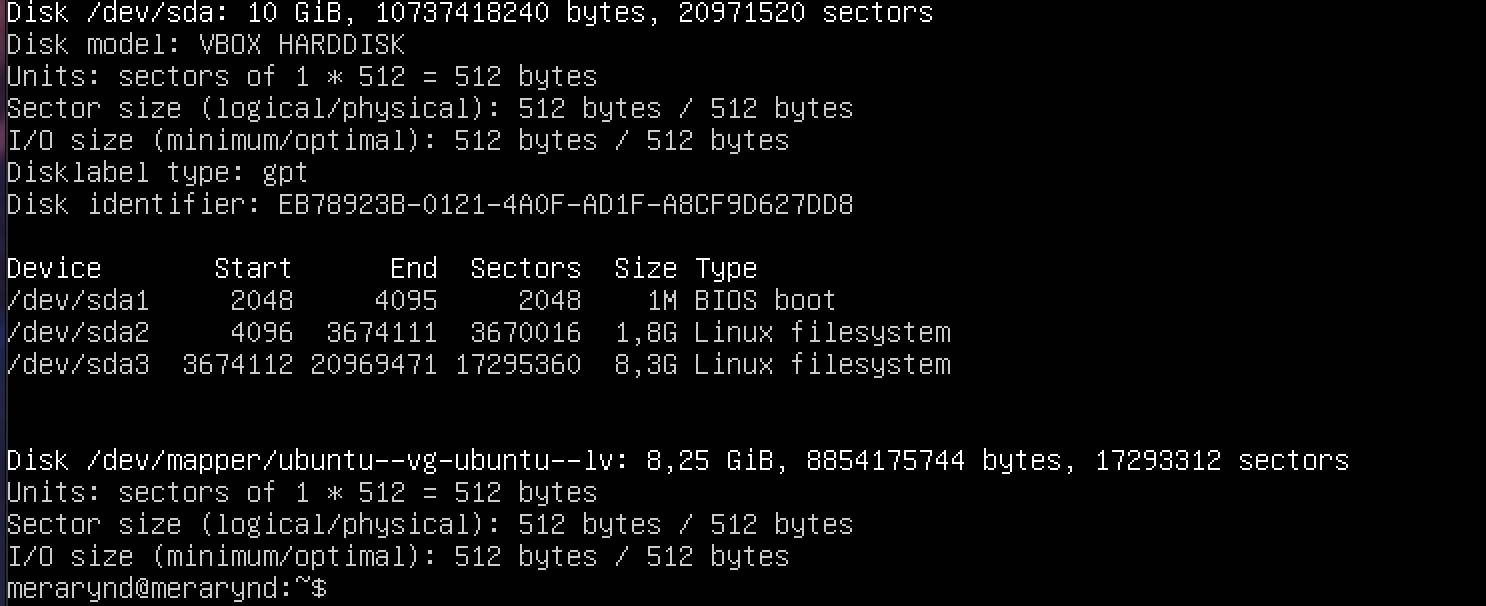 Disk /dev/sda: 10 GiB, 10737418240 bytes, 20971520 sectors
Disk model: VBOX HARDDISK
Units: sectors of 1 * 512 = 512 bytes
Sector size (logical/physical): 512 bytes / 512 bytes
I/O size (minimum/optimal): 512 bytes / 512 bytes
Disklabel type: gpt
Disk identifier: EB78923B-0121-4A0F-AD1F-A8CF9D627DD8
Device       Start      End  Sectors  Size Type
/dev/sda1     2048     4095     2048    1M BIOS boot
/dev/sda2     4096  3674111  3670016  1,8G Linux filesystem
/dev/sda3  3674112 20969471 17295360  8,3G Linux filesystem
Disk /dev/mapper/ubuntu--vg-ubuntu--lv: 8,25 GiB, 8854175744 bytes, 17293312 sectors
Units: sectors of 1 * 512 = 512 bytes
Sector size (logical/physical): 512 bytes / 512 bytes
I/O size (minimum/optimal): 512 bytes / 512 bytes
merarynd@merarynd:~$